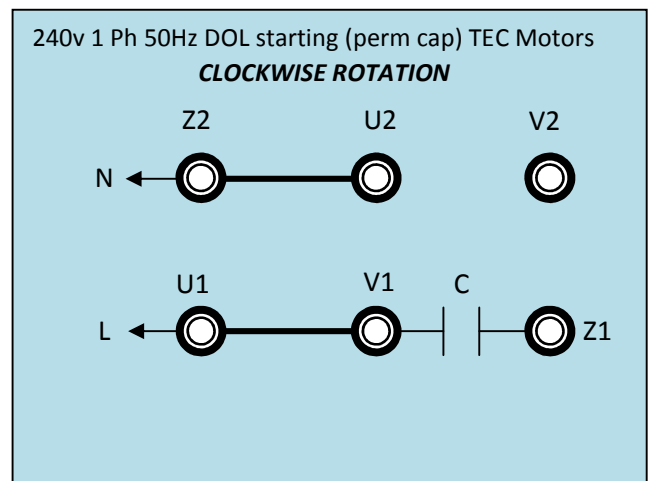 240v 1 Ph 50Hz DOL starting (perm cap) TEC Motors
CLOCKWISE ROTATION
Z2 U2 V2
N
U1 V1 C
L Z1